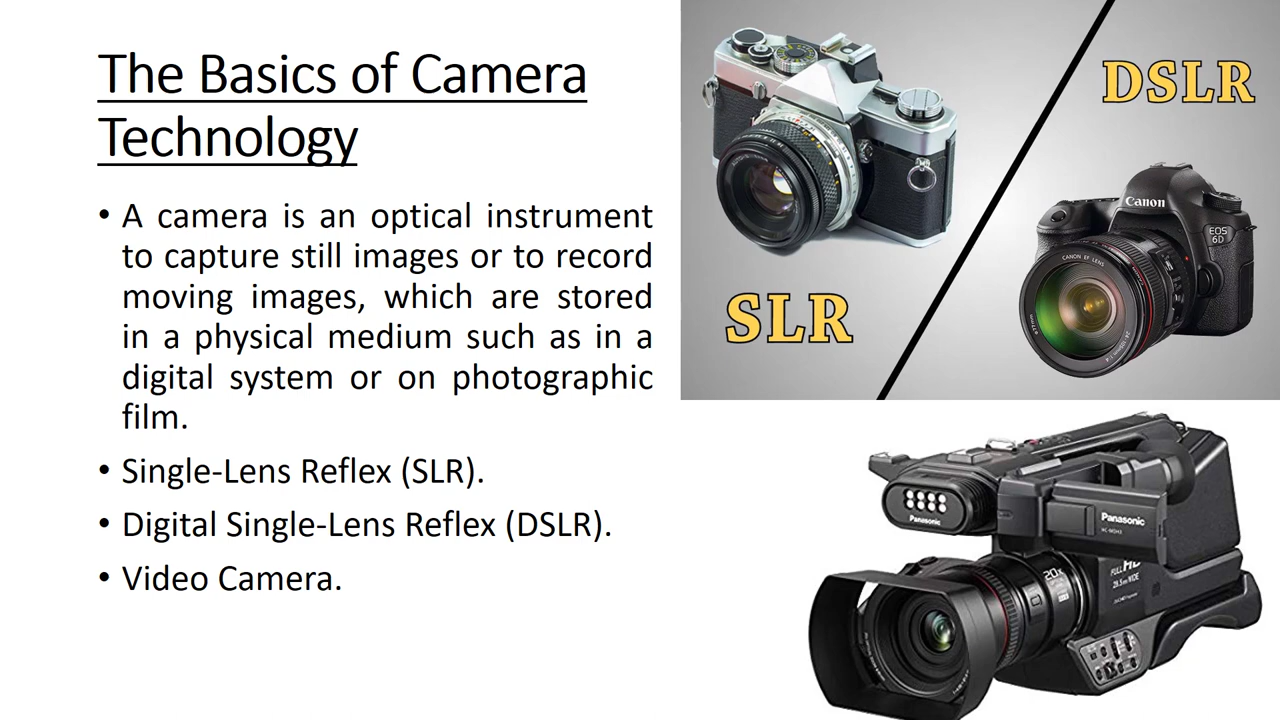 The Basics of Camera
Technology
• A camera is an optical instrument
to capture still images or to record
moving images, which are stored
in a physical medium such as in a
digital system or on photographic
film.
• Single-Lens Reflex (SLR).
• Digital Single-Lens Reflex (DSLR).
• Video Camera.
SLR
DSLR
Canon
EOS
6D
CANON EF LENS
Panasonic
Panasonic
20x
FULL HD